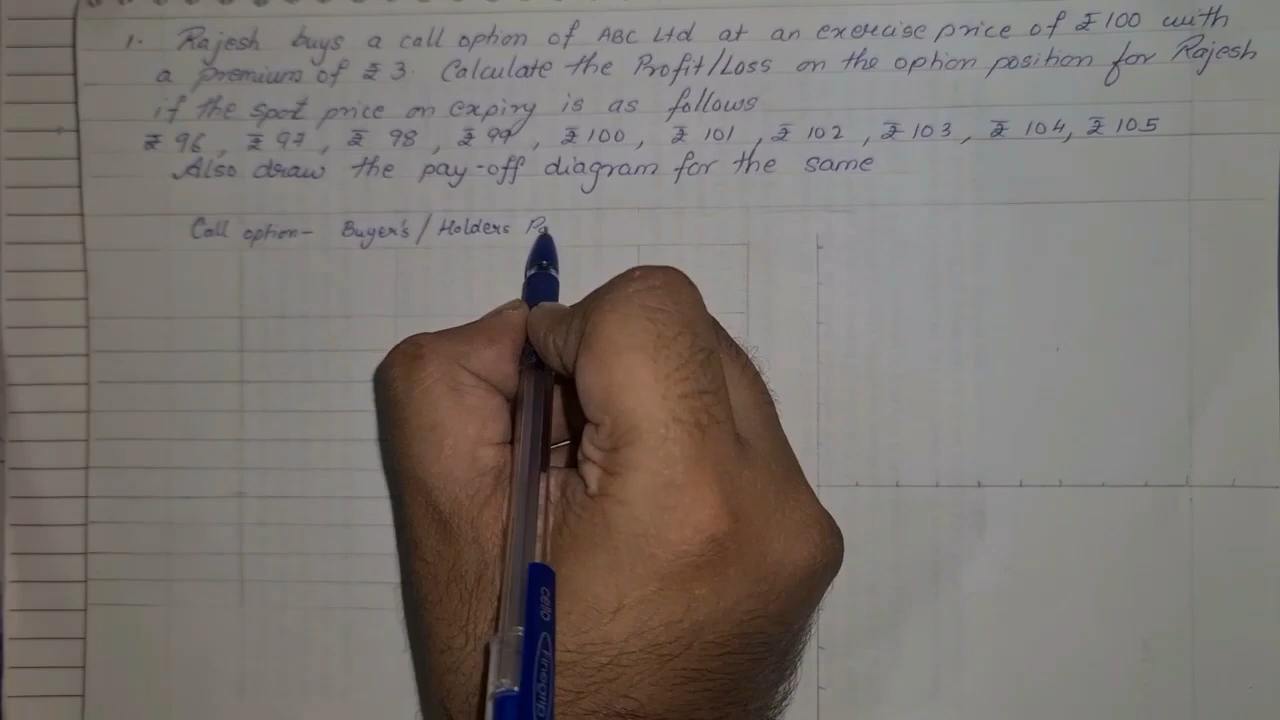 1. Rajesh buys a call option of ABC Ltd at an exercise price of ₹100 with
a premium of ₹3. Calculate the Profit/Loss on the option position for Rajesh
if the spot price on expiry is as follows
₹96, ₹97, ₹98, ₹99, ₹100, ₹101, ₹102, ₹103, ₹104, ₹105
Also draw the pay-off diagram for the same
Call option- Buyer's / Holders Pa
cello Finegrip